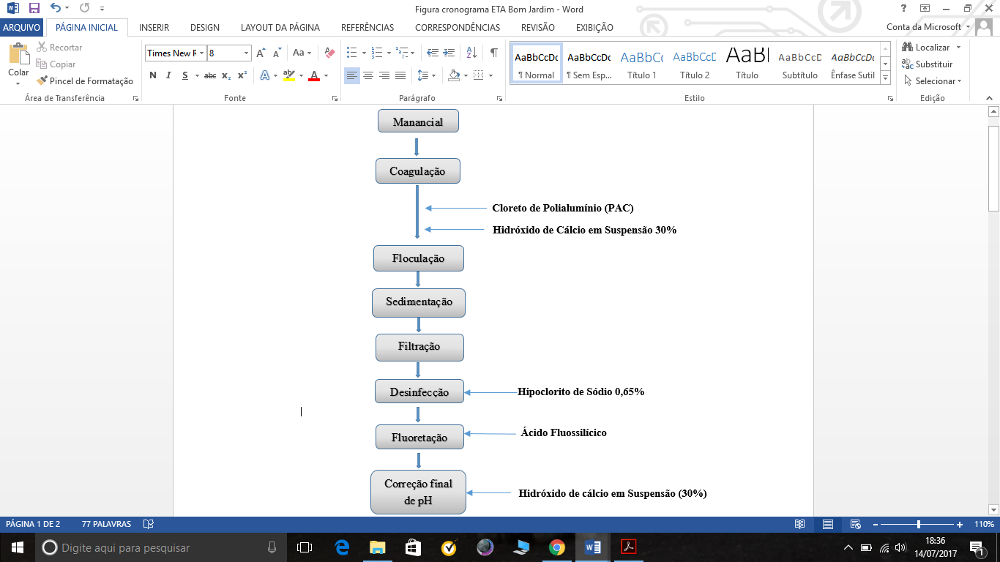 Figura cronograma ETA Bom Jardim - Word
?
ARQUIVO PÁGINA INICIAL INSERIR DESIGN LAYOUT DA PÁGINA REFERÊNCIAS CORRESPONDÊNCIAS REVISÃO EXIBIÇÃO Conta da Microsoft
Colar
Recortar
Copiar
Pincel de Formatação
Área de Transferência
Times New R 8
Aa
N I S abc x₂ x²
A ab A
Fonte
Parágrafo
AaBbCcDc AaBbCcDc AaBbCc AaBbCcD AaBl AaBbCcD AaBbCcDc
¶ Normal ¶ Sem Esp... Título 1 Título 2 Título Subtítulo Ênfase Sutil
Estilo
Localizar
Substituir
Selecionar
Edição
Manancial
Coagulação
Cloreto de Polialumínio (PAC)
Hidróxido de Cálcio em Suspensão 30%
Floculação
Sedimentação
Filtração
Desinfecção
Hipoclorito de Sódio 0,65%
Fluoretação
Ácido Fluossilícico
Correção final
de pH
Hidróxido de cálcio em Suspensão (30%)
PÁGINA 1 DE 2 77 PALAVRAS 110%
Digite aqui para pesquisar
18:36
14/07/2017
1